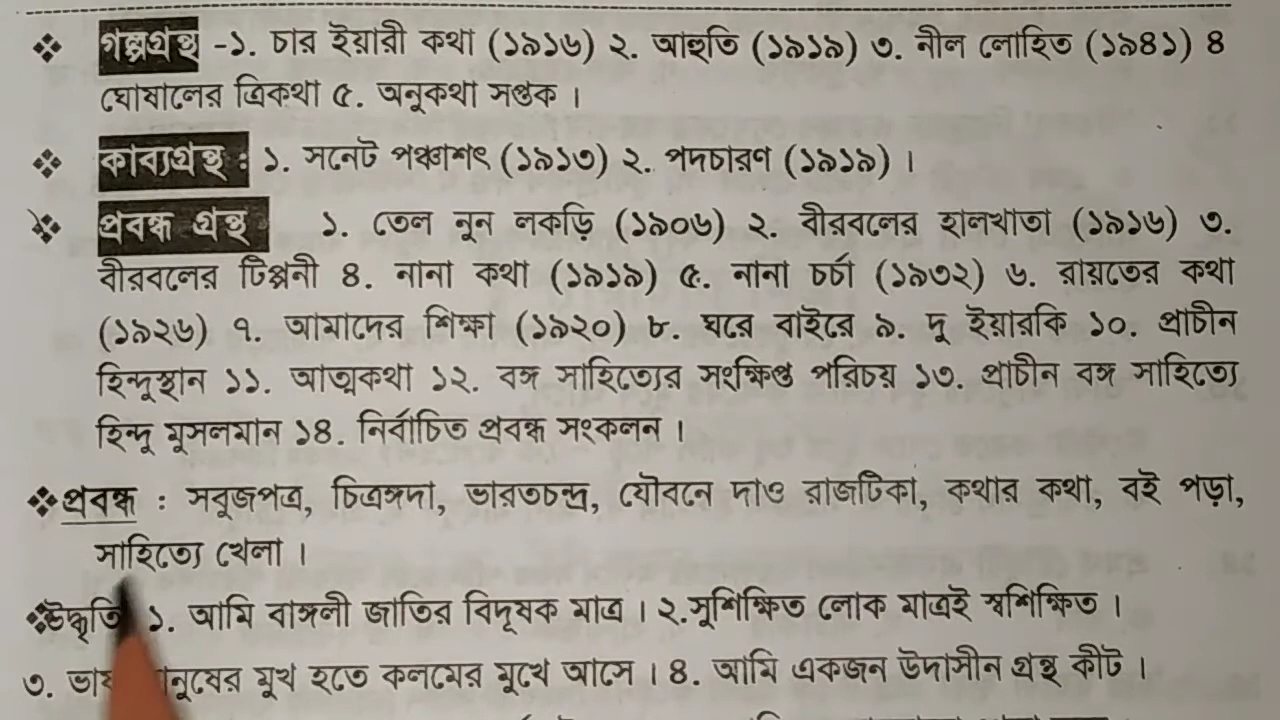 ❖ গল্পগ্রন্থ -১. চার ইয়ারী কথা (১৯১৬) ২. আহুতি (১৯১৯) ৩. নীল লোহিত (১৯৪১) ৪
ঘোষালের ত্রিকথা ৫. অনুকথা সপ্তক ।
❖ কাব্যগ্রন্থ : ১. সনেট পঞ্চাশৎ (১৯১৩) ২. পদচারণ (১৯১৯) ।
❖ প্রবন্ধ গ্রন্থ ১. তেল নুন লকড়ি (১৯০৬) ২. বীরবলের হালখাতা (১৯১৬) ৩.
বীরবলের টিপ্পনী ৪. নানা কথা (১৯১৯) ৫. নানা চর্চা (১৯৩২) ৬. রায়তের কথা
(১৯২৬) ৭. আমাদের শিক্ষা (১৯২০) ৮. ঘরে বাইরে ৯. দু ইয়ারকি ১০. প্রাচীন
হিন্দুস্থান ১১. আত্মকথা ১২. বঙ্গ সাহিত্যের সংক্ষিপ্ত পরিচয় ১৩. প্রাচীন বঙ্গ সাহিত্যে
হিন্দু মুসলমান ১৪. নির্বাচিত প্রবন্ধ সংকলন ।
❖ প্রবন্ধ : সবুজপত্র, চিত্রঙ্গদা, ভারতচন্দ্র, যৌবনে দাও রাজটিকা, কথার কথা, বই পড়া,
সাহিত্যে খেলা ।
❖উদ্ধৃতি ১. আমি বাঙ্গলী জাতির বিদূষক মাত্র । ২.সুশিক্ষিত লোক মাত্রই স্বশিক্ষিত ।
৩. মুখ হতে কলমের মুখে আসে । ৪. আমি একজন উদাসীন গ্রন্থ কীট ।